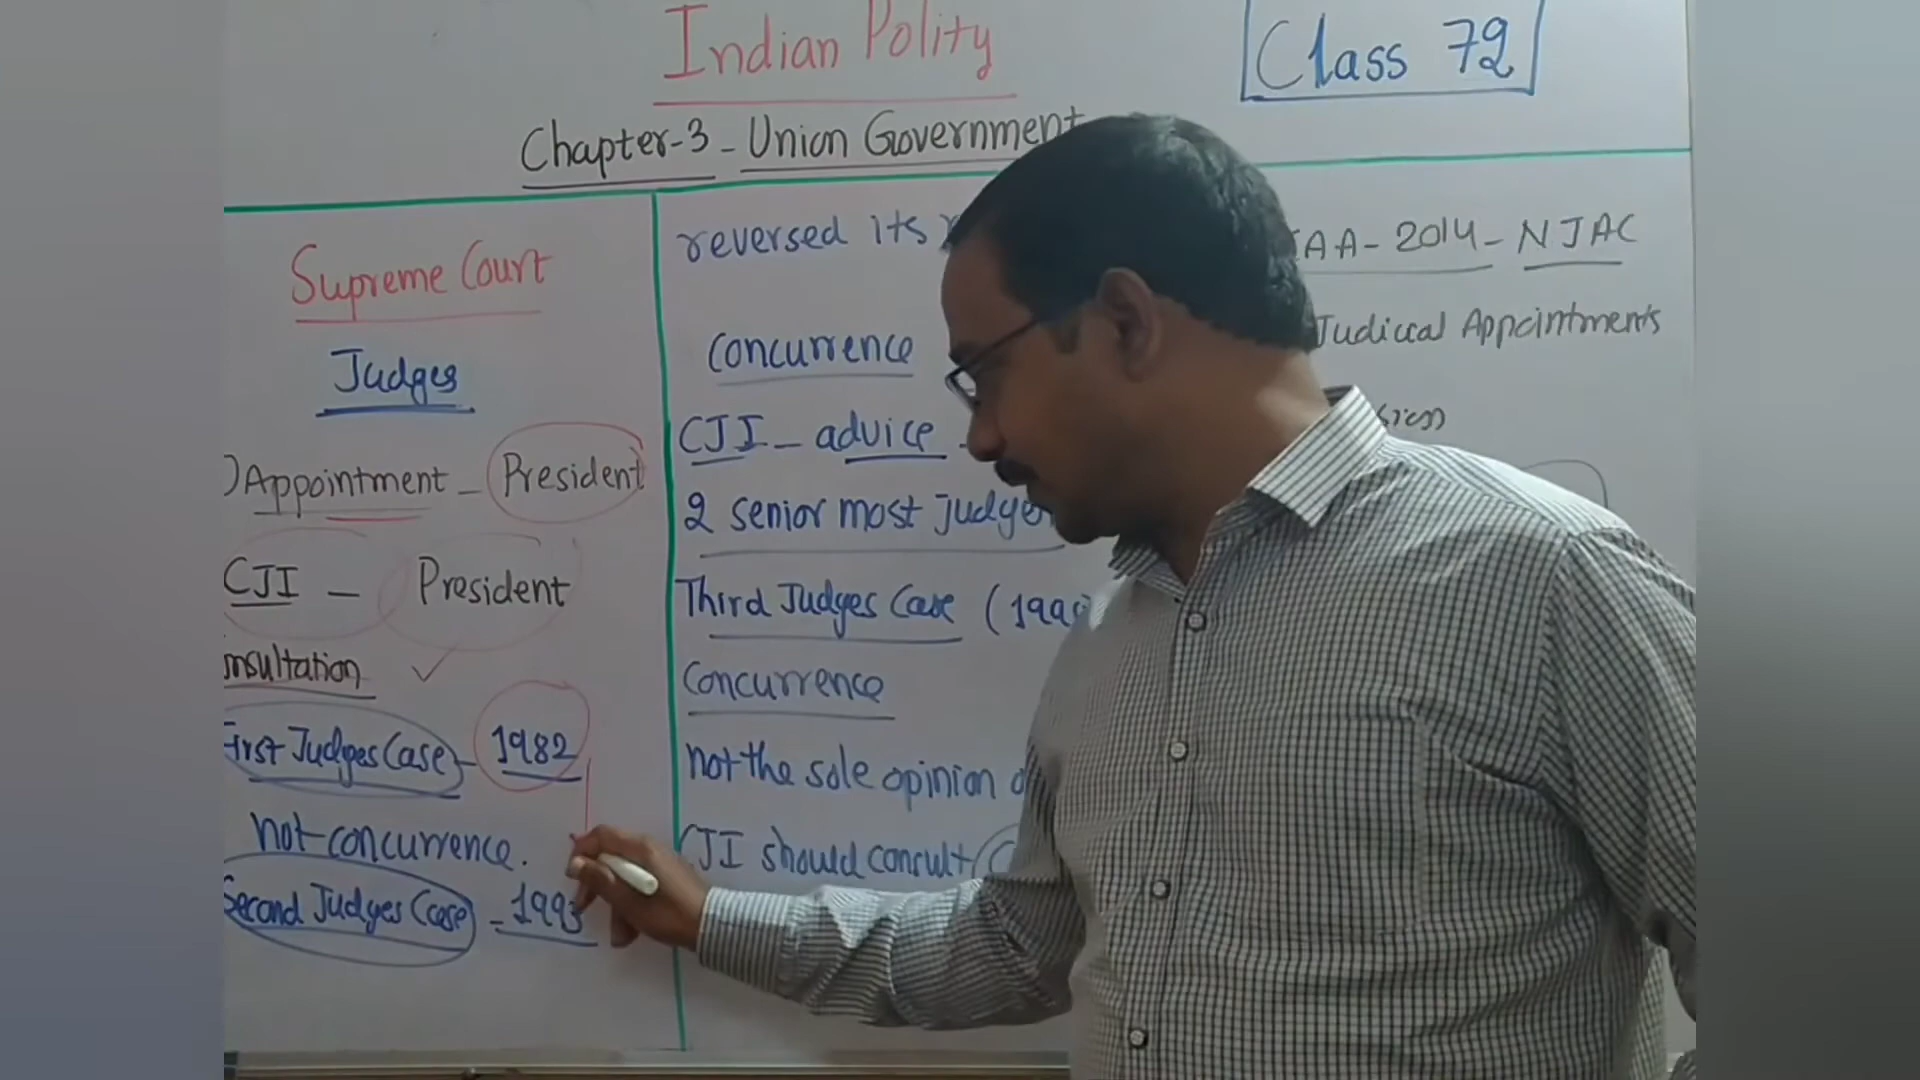 Indian Polity
Class 72
Chapter-3 - Union Government
Supreme Court
Judges
) Appointment - President
CJI - President
nsultation ✓
First Judges Case - 1982
not-concurrence.
Second Judges Case - 1993
reversed its
Concurrence
CJI - advice -
2 senior most judges
Third Judges Case (199
Concurrence
not the sole opinion o
CJI should consult (
AA - 2014 - NJAC
Judicial Appointments